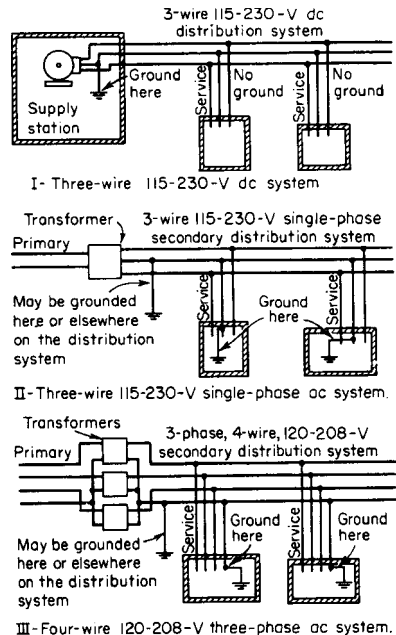 3-wire 115-230-V dc
distribution system
Ground
here
Supply
station
Service
No
ground
Service
No
ground
I- Three-wire 115-230-V dc system
Transformer
Primary
3-wire 115-230-V single-phase
secondary distribution system
May be grounded
here or elsewhere
on the distribution
system
Service
Ground
here
Service
II-Three-wire 115-230-V single-phase ac system.
Transformers
Primary
3-phase, 4-wire, 120-208-V
secondary distribution system
May be grounded
here or elsewhere
on the distribution
system
Service
Ground
here
Service
Ground
here
III-Four-wire 120-208-V three-phase ac system.